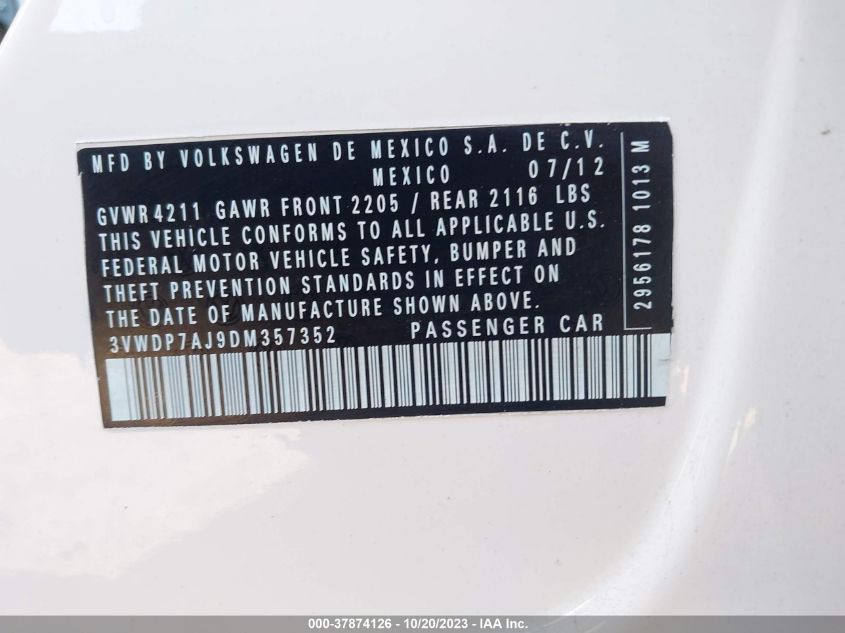 MFD BY VOLKSWAGEN DE MEXICO S.A. DE C.V.
MEXICO 07/12
GVWR 4211 GAWR FRONT 2205 / REAR 2116 LBS
THIS VEHICLE CONFORMS TO ALL APPLICABLE U.S.
FEDERAL MOTOR VEHICLE SAFETY, BUMPER AND
THEFT PREVENTION STANDARDS IN EFFECT ON
THE DATE OF MANUFACTURE SHOWN ABOVE.
3VWDP7AJ9DM357352 PASSENGER CAR
2956178 1013 M
000-37874126 - 10/20/2023 - IAA Inc.